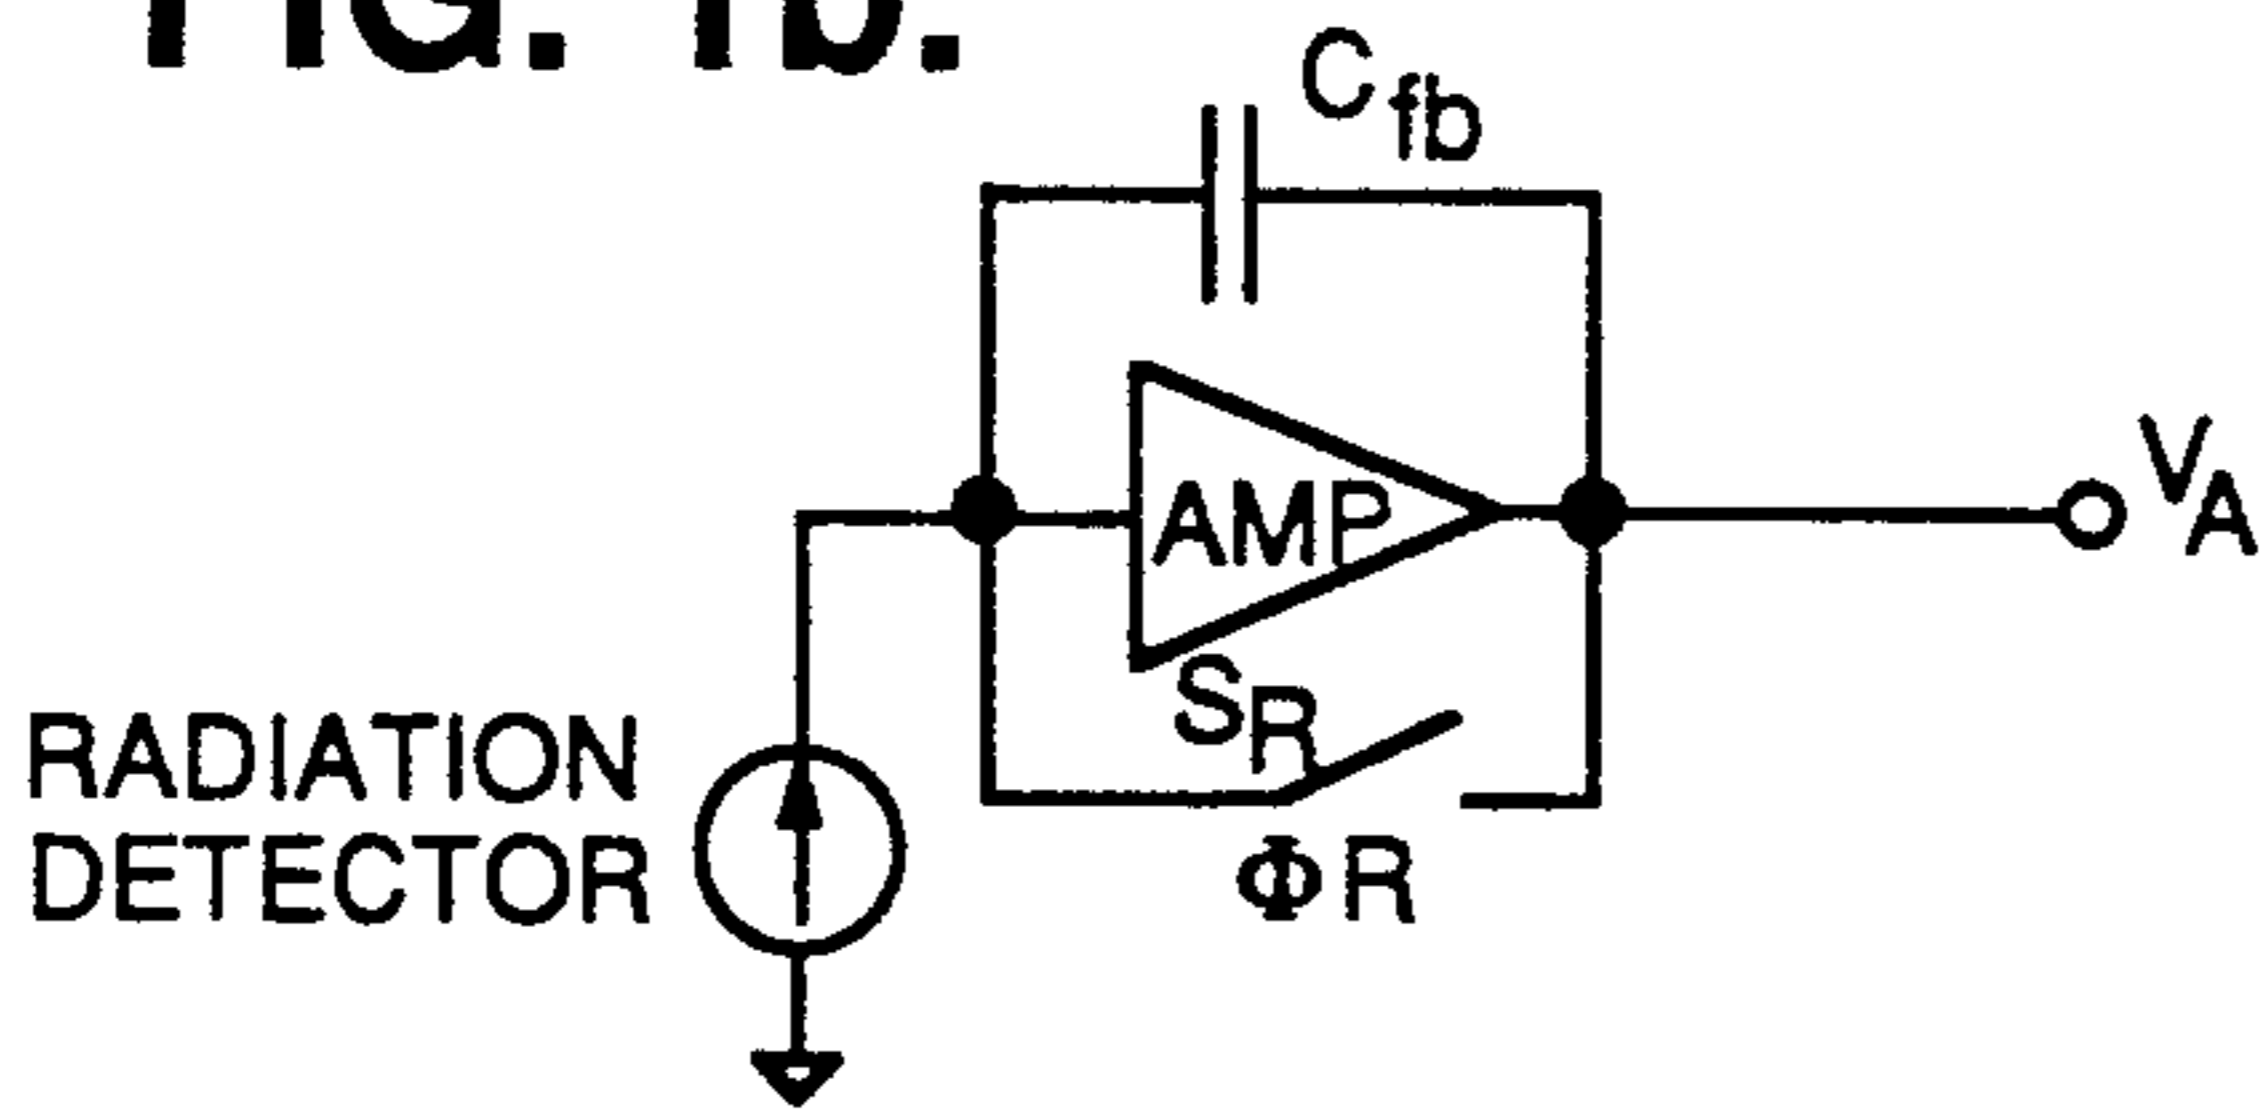 FIG. 1b.
Cfb
AMP
VA
SR
RADIATION
DETECTOR
ΦR